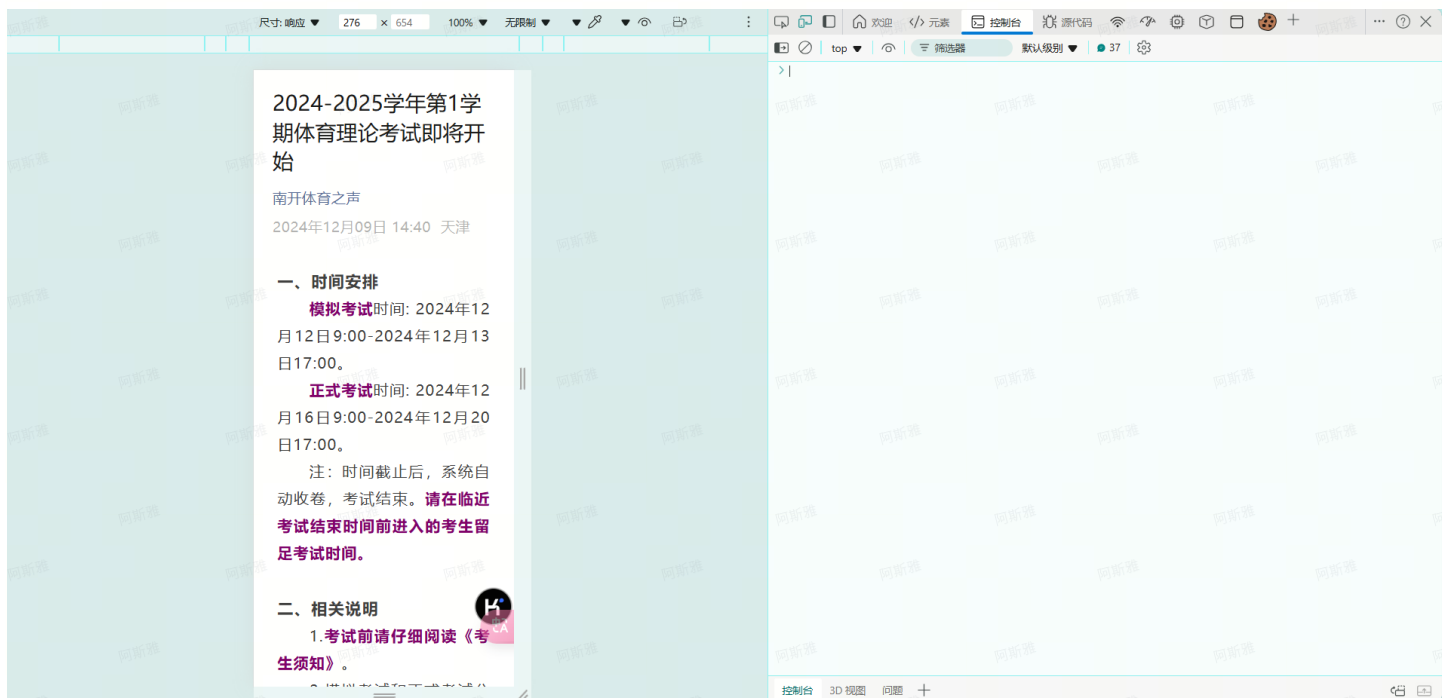 尺寸: 响应 ▼ 276 × 654 100% ▼ 无限制 ▼
欢迎 </> 元素 控制台 源代码
top ▼ 筛选器 默认级别 ▼ 37
>
2024-2025学年第1学
期体育理论考试即将开
始
南开体育之声
2024年12月09日 14:40 天津
一、时间安排
模拟考试时间: 2024年12
月12日9:00-2024年12月13
日17:00。
正式考试时间: 2024年12
月16日9:00-2024年12月20
日17:00。
注：时间截止后，系统自
动收卷，考试结束。请在临近
考试结束时间前进入的考生留
足考试时间。
二、相关说明
1.考试前请仔细阅读《考
生须知》。
控制台 3D 视图 问题
阿斯雅